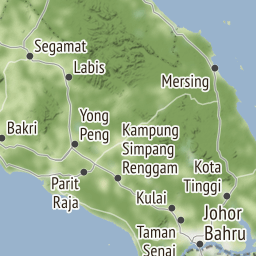 Segamat
Labis
Mersing
Bakri
Yong
Peng
Kampung
Simpang
Renggam
Parit
Raja
Kota
Tinggi
Kulai
Johor
Bahru
Taman
Senai